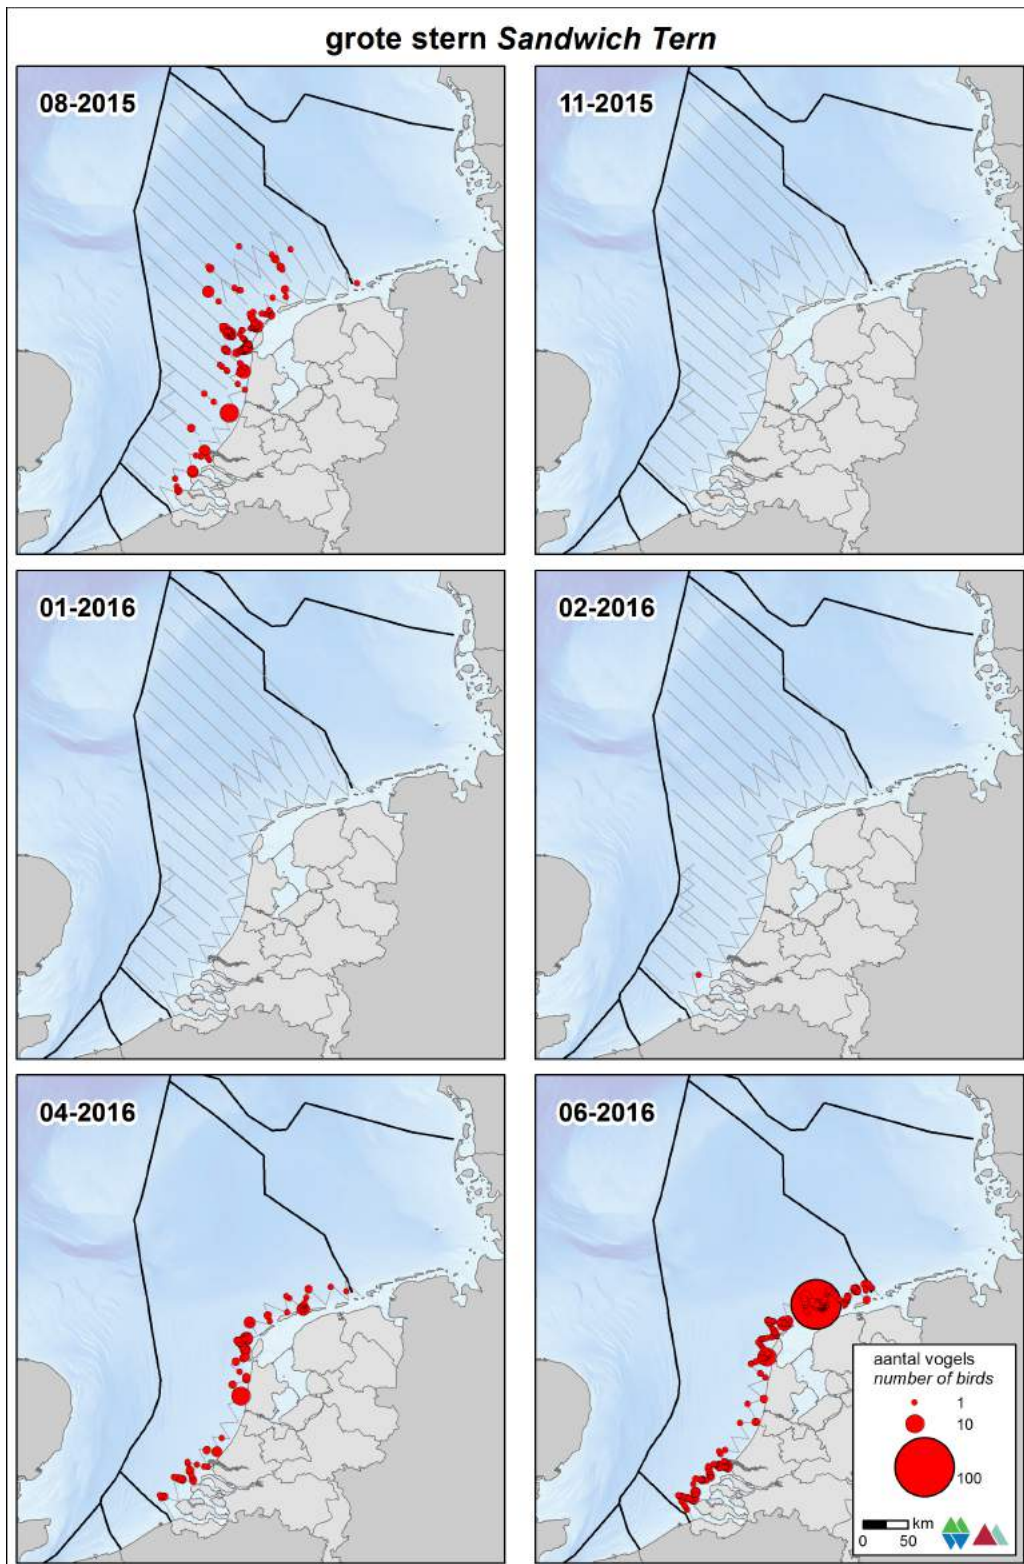 grote stern Sandwich Tern
08-2015
11-2015
01-2016
02-2016
04-2016
06-2016
aantal vogels
number of birds
1
10
100
km
0 50